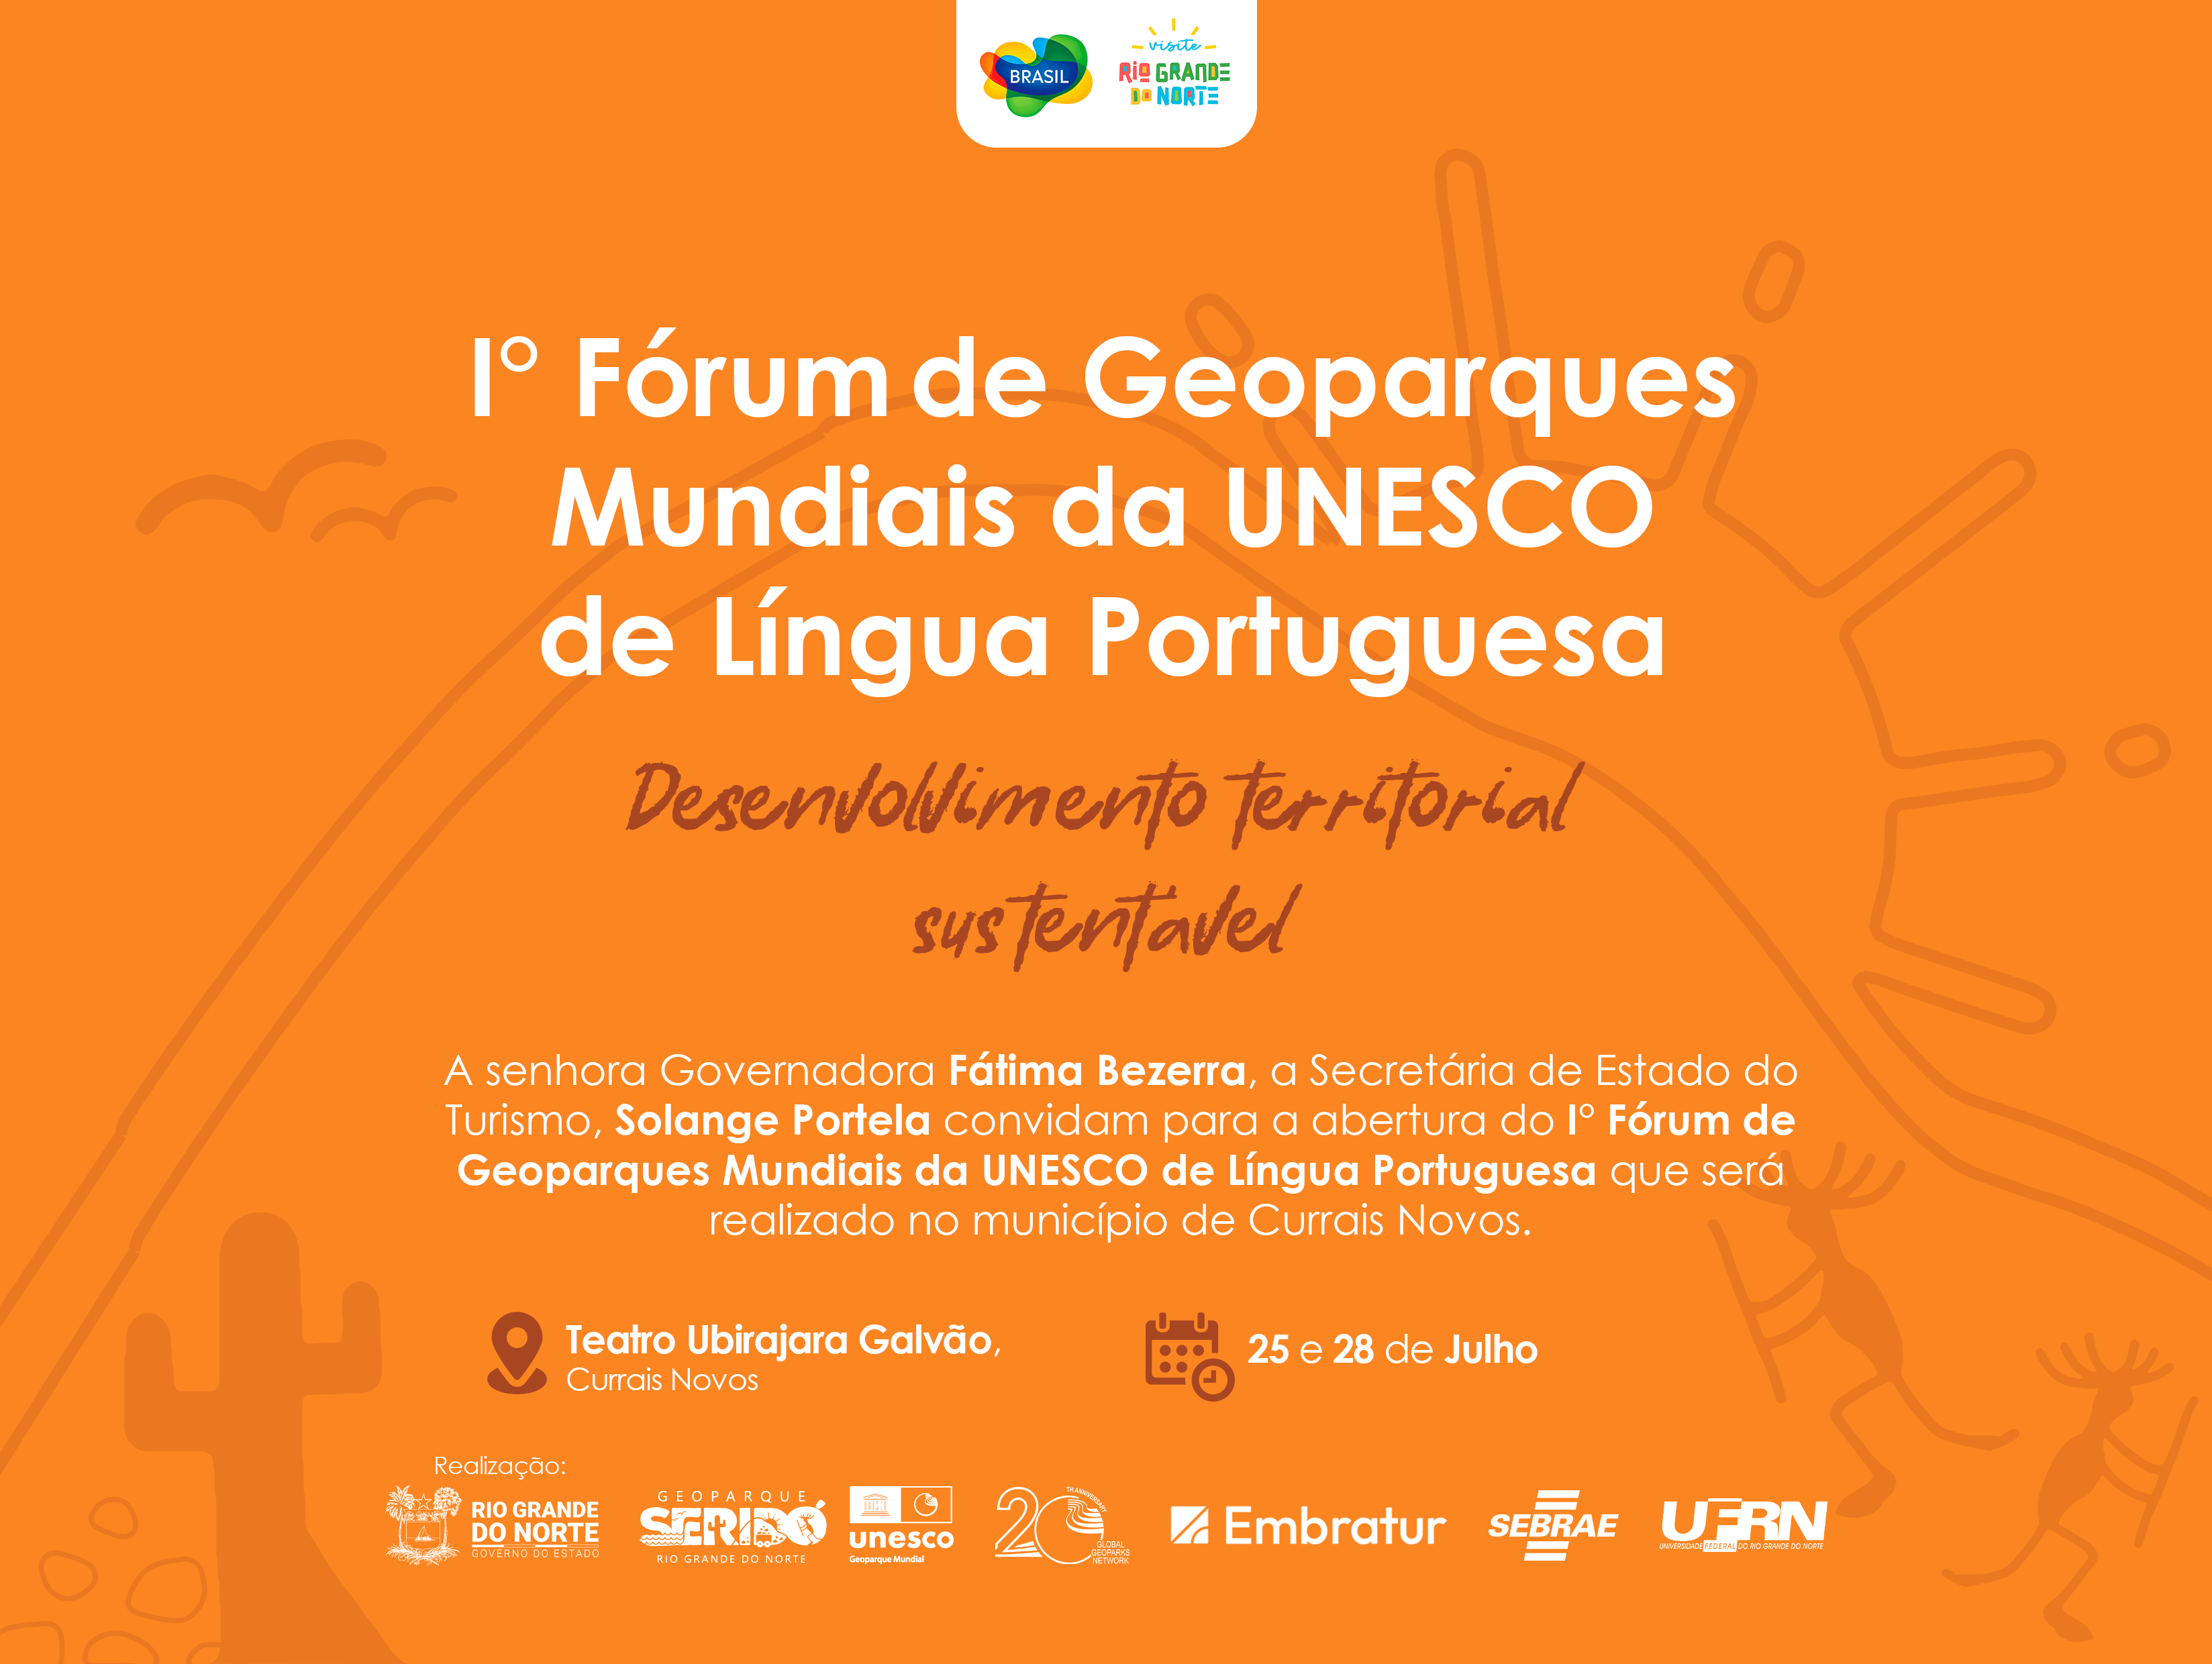 BRASIL
visite
RIO GRANDE
DO NORTE
I° Fórum de Geoparques
Mundiais da UNESCO
de Língua Portuguesa
Desenvolvimento territorial
sustentavel
A senhora Governadora Fátima Bezerra, a Secretária de Estado do
Turismo, Solange Portela convidam para a abertura do I° Fórum de
Geoparques Mundiais da UNESCO de Língua Portuguesa que será
realizado no município de Currais Novos.
Teatro Ubirajara Galvão,
Currais Novos
25 e 28 de Julho
Realização:
RIO GRANDE
DO NORTE
GOVERNO DO ESTADO
GEOPARQUE
SERIDÓ
RIO GRANDE DO NORTE
unesco
Geoparque Mundial
20
TH ANNIVERSARY
GLOBAL
GEOPARKS
NETWORK
Embratur
SEBRAE
UFRN
UNIVERSIDADE FEDERAL DO RIO GRANDE DO NORTE